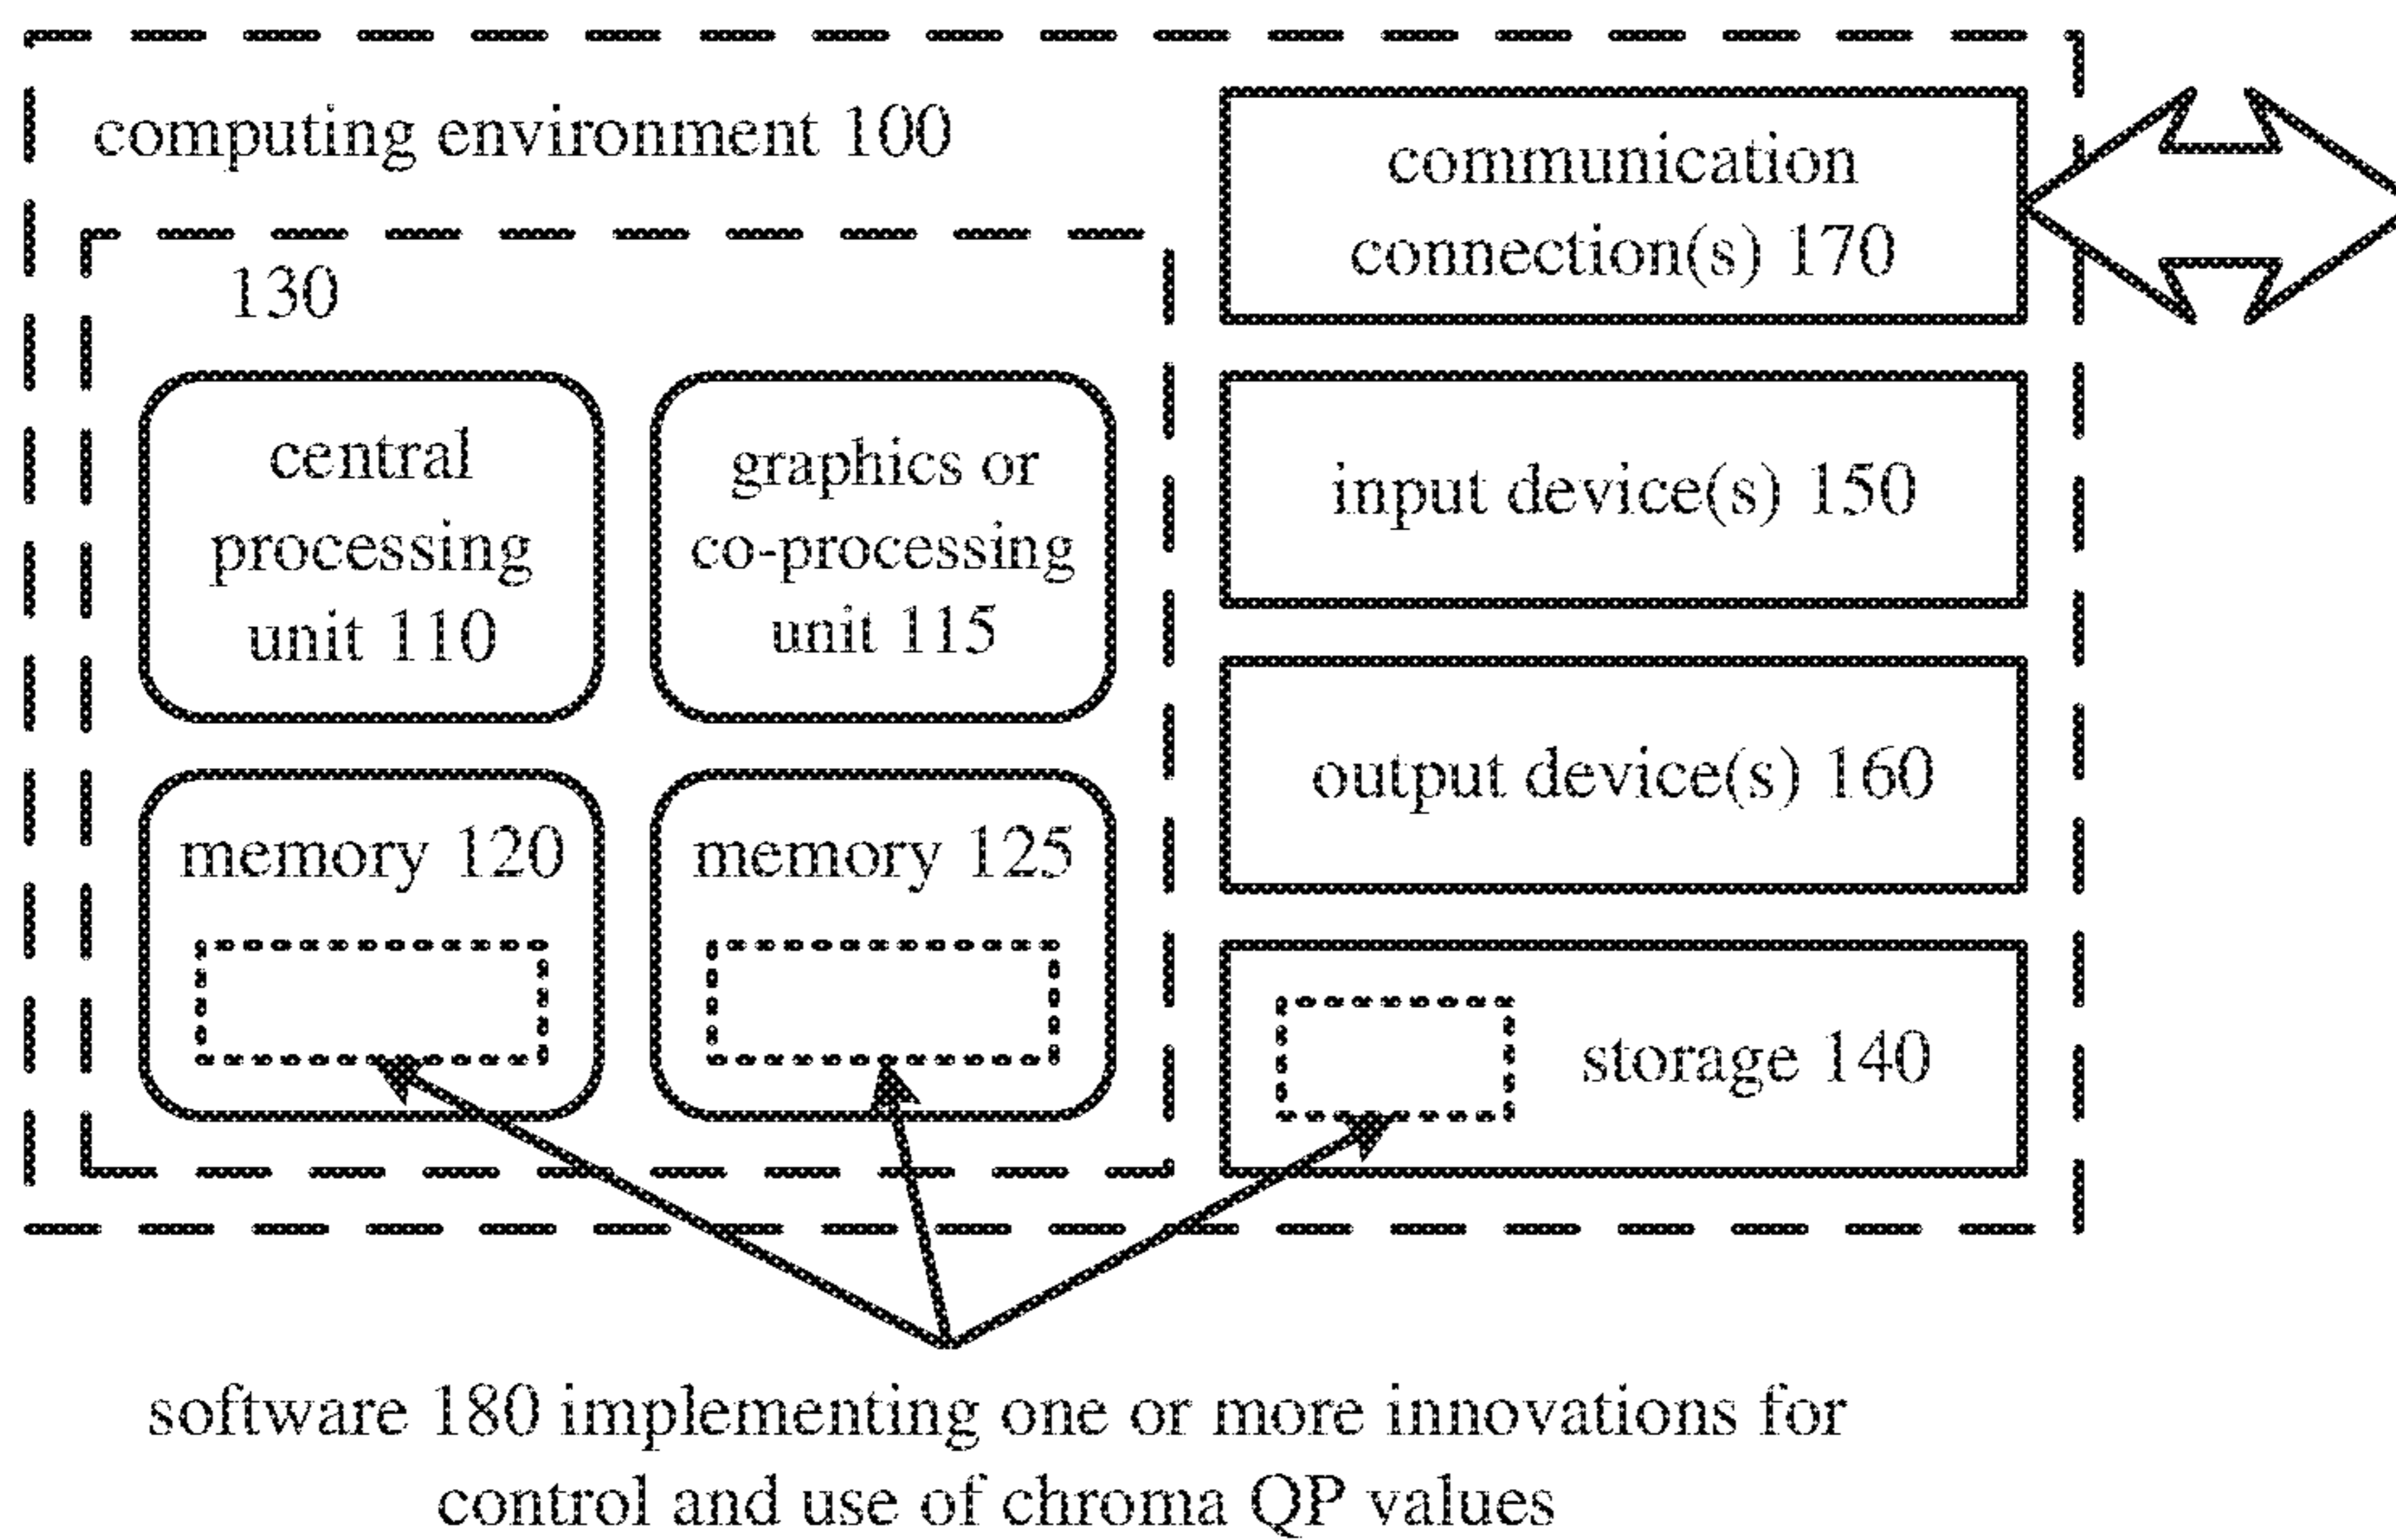 computing environment 100
130
central
processing
unit 110
graphics or
co-processing
unit 115
memory 120
memory 125
communication
connection(s) 170
input device(s) 150
output device(s) 160
storage 140
software 180 implementing one or more innovations for
control and use of chroma QP values